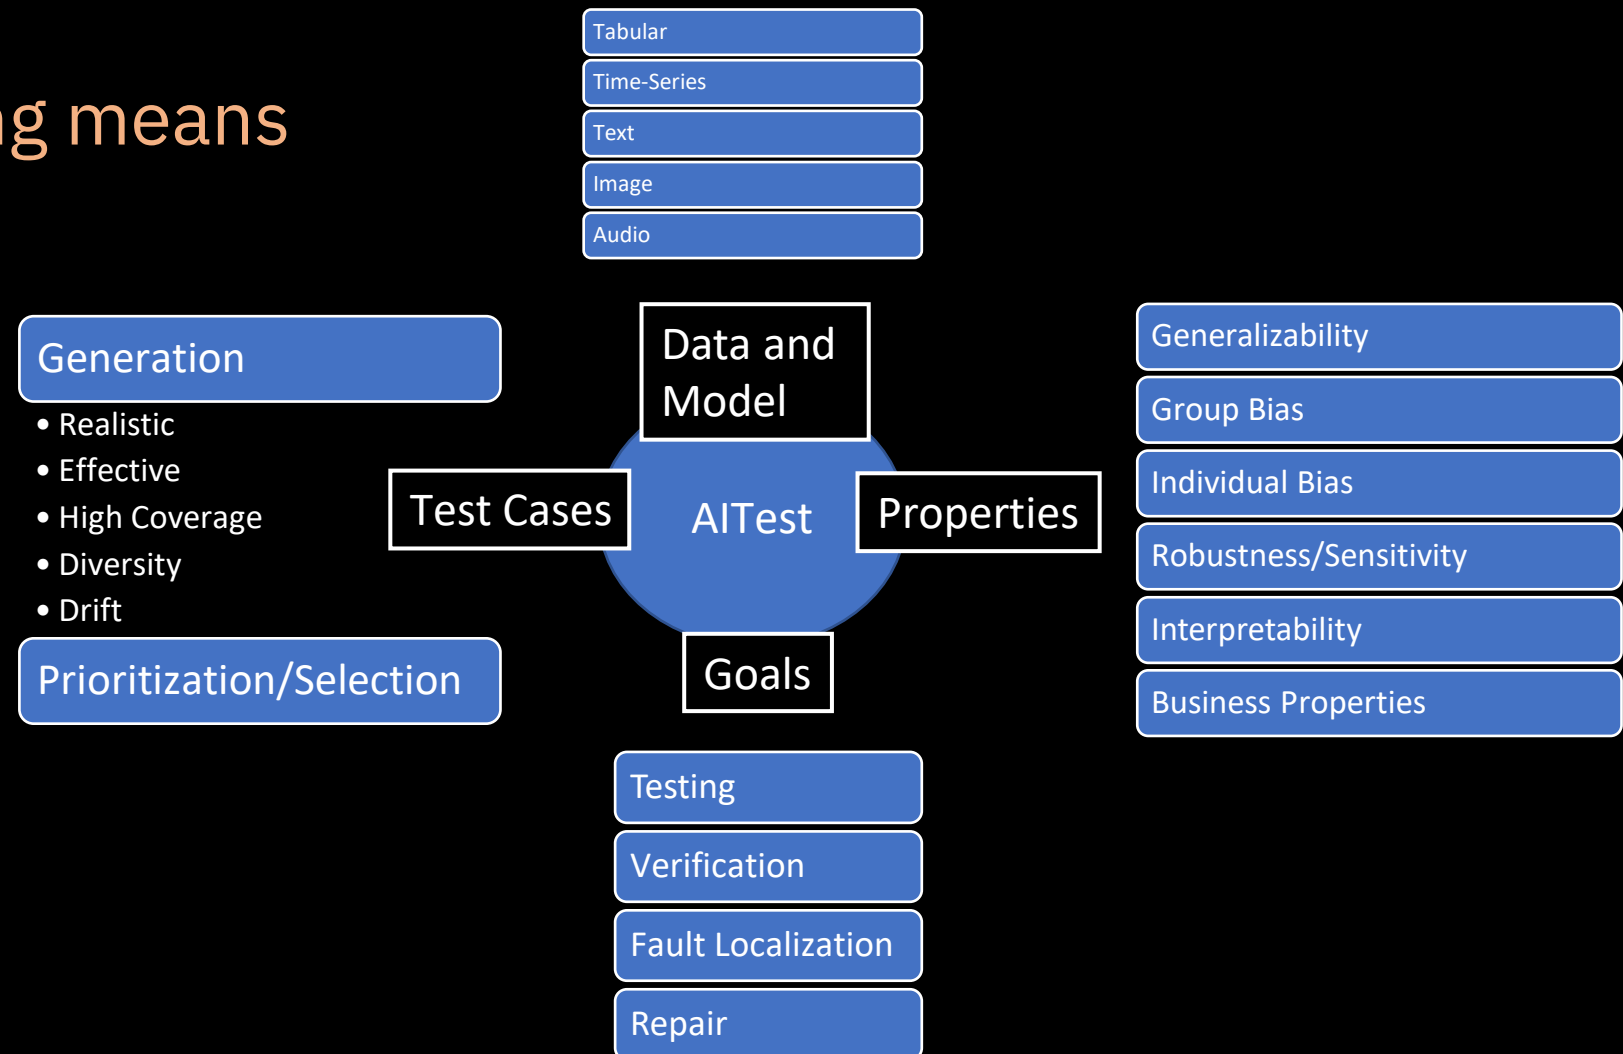 ng means
Tabular
Time-Series
Text
Image
Audio
Generation
• Realistic
• Effective
• High Coverage
• Diversity
• Drift
Prioritization/Selection
Data and
Model
Test Cases
AITest
Properties
Goals
Generalizability
Group Bias
Individual Bias
Robustness/Sensitivity
Interpretability
Business Properties
Testing
Verification
Fault Localization
Repair